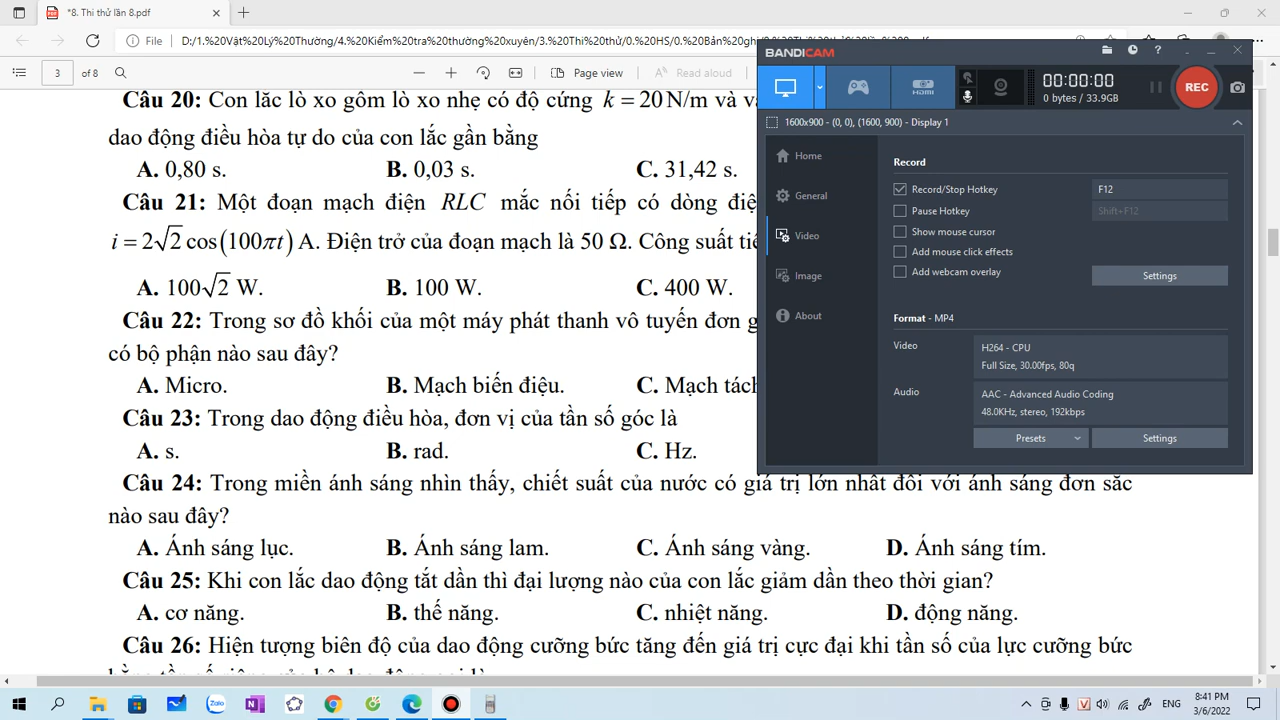 *8. Thi thử lần 8.pdf
File D:/1.%20Vật%20Lý%20Thường/4.%20Kiểm%20tra%20thường%20xuyên/3.%20Thi%20thử/0.%20HS/0.%20Bản%20
3 of 8 Page view Read aloud
Câu 20: Con lắc lò xo gồm lò xo nhẹ có độ cứng k = 20 N/m và
dao động điều hòa tự do của con lắc gần bằng
A. 0,80 s. B. 0,03 s. C. 31,42 s.
Câu 21: Một đoạn mạch điện RLC mắc nối tiếp có dòng
i = 2√2 cos(100πt) A. Điện trở của đoạn mạch là 50 Ω. Công suất
A. 100√2 W. B. 100 W. C. 400 W.
Câu 22: Trong sơ đồ khối của một máy phát thanh vô tuyến đơn
có bộ phận nào sau đây?
A. Micro. B. Mạch biến điệu. C. Mạch tách
Câu 23: Trong dao động điều hòa, đơn vị của tần số góc là
A. s. B. rad. C. Hz.
Câu 24: Trong miền ánh sáng nhìn thấy, chiết suất của nước có giá trị lớn nhất đối với ánh sáng đơn sắc
nào sau đây?
A. Ánh sáng lục. B. Ánh sáng lam. C. Ánh sáng vàng. D. Ánh sáng tím.
Câu 25: Khi con lắc dao động tắt dần thì đại lượng nào của con lắc giảm dần theo thời gian?
A. cơ năng. B. thế năng. C. nhiệt năng. D. động năng.
Câu 26: Hiện tượng biên độ của dao động cưỡng bức tăng đến giá trị cực đại khi tần số của lực cưỡng bức
BANDICAM
HDMI
00:00:00
0 bytes / 33.9GB
REC
1600x900 - (0, 0), (1600, 900) - Display 1
Home
General
Video
Image
About
Record
Record/Stop Hotkey F12
Pause Hotkey Shift+F12
Show mouse cursor
Add mouse click effects
Add webcam overlay Settings
Format - MP4
Video H264 - CPU
Full Size, 30.00fps, 80q
Audio AAC - Advanced Audio Coding
48.0KHz, stereo, 192kbps
Presets Settings
Zalo
ENG
8:41 PM
3/6/2022